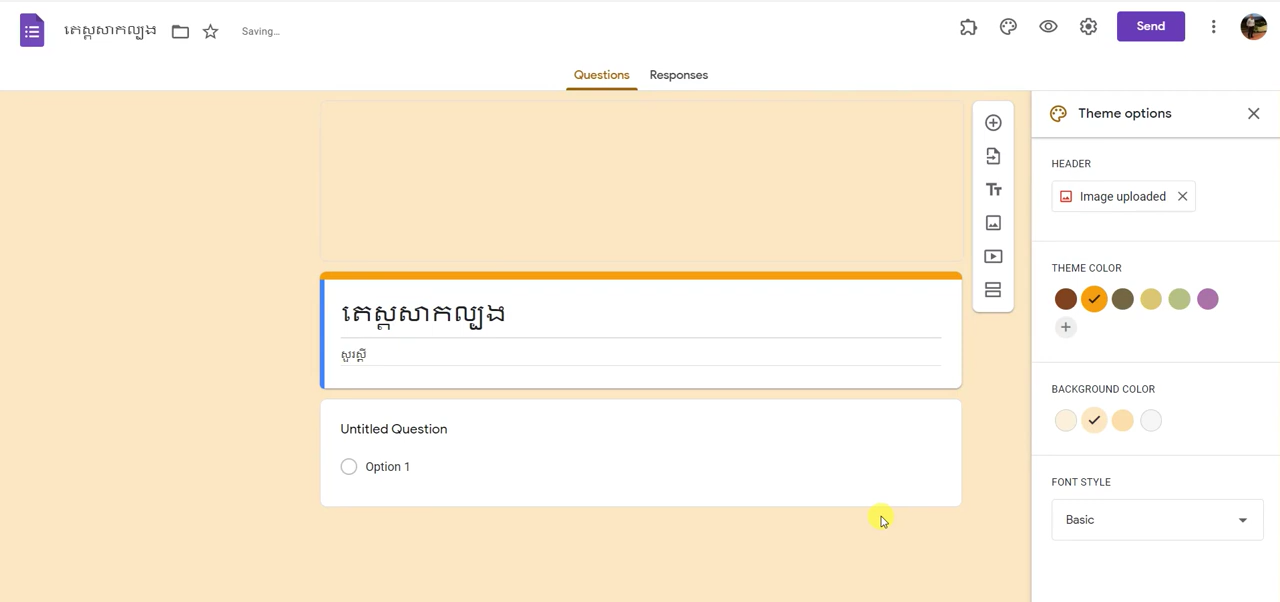 តេស្តសាកល្បង
Saving...
Send
Questions
Responses
Theme options
HEADER
Image uploaded
THEME COLOR
តេស្តសាកល្បង
សួរស្តី
BACKGROUND COLOR
Untitled Question
Option 1
FONT STYLE
Basic